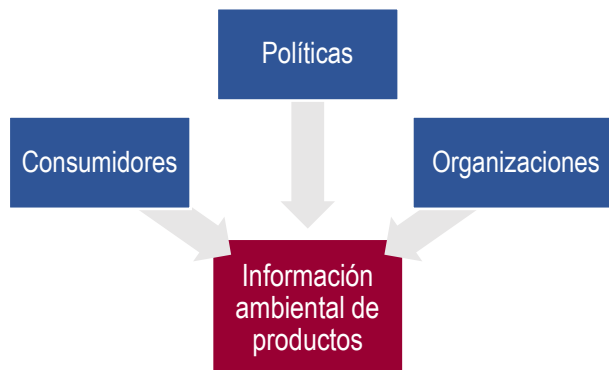 Políticas
Consumidores
Organizaciones
Información
ambiental de
productos